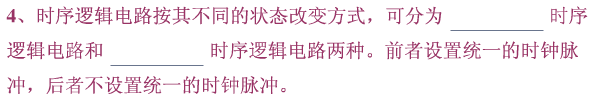 4、时序逻辑电路按其不同的状态改变方式，可分为 ________ 时序
逻辑电路和 ________ 时序逻辑电路两种。前者设置统一的时钟脉
冲，后者不设置统一的时钟脉冲。